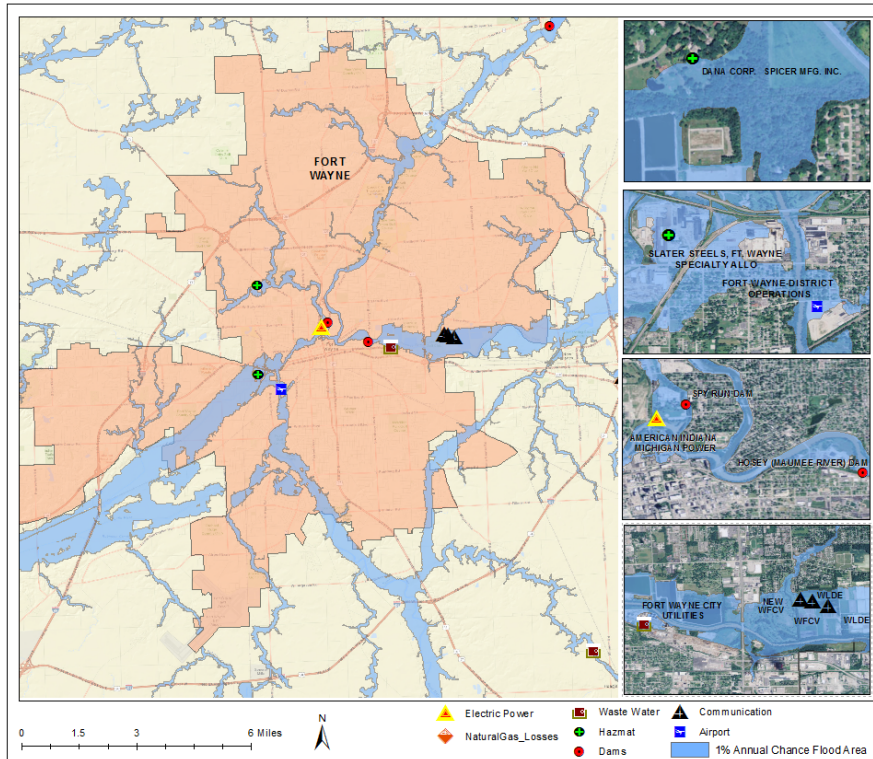 FORT
WAYNE
DANA CORP. SPICER MFG. INC.
SLATER STEELS, FT. WAYNE
SPECIALTY ALLO
FORT WAYNE-DISTRICT
OPERATIONS
SPY RUN DAM
AMERICAN INDIANA
MICHIGAN POWER
HOISEY (MAUMEE RIVER) DAM
FORT WAYNE CITY
UTILITIES
NEW
WFCV
WLDE
WFCV
WLDE
0 1.5 3 6 Miles
N
Electric Power
NaturalGas_Losses
Waste Water
Hazmat
Dams
Communication
Airport
1% Annual Chance Flood Area